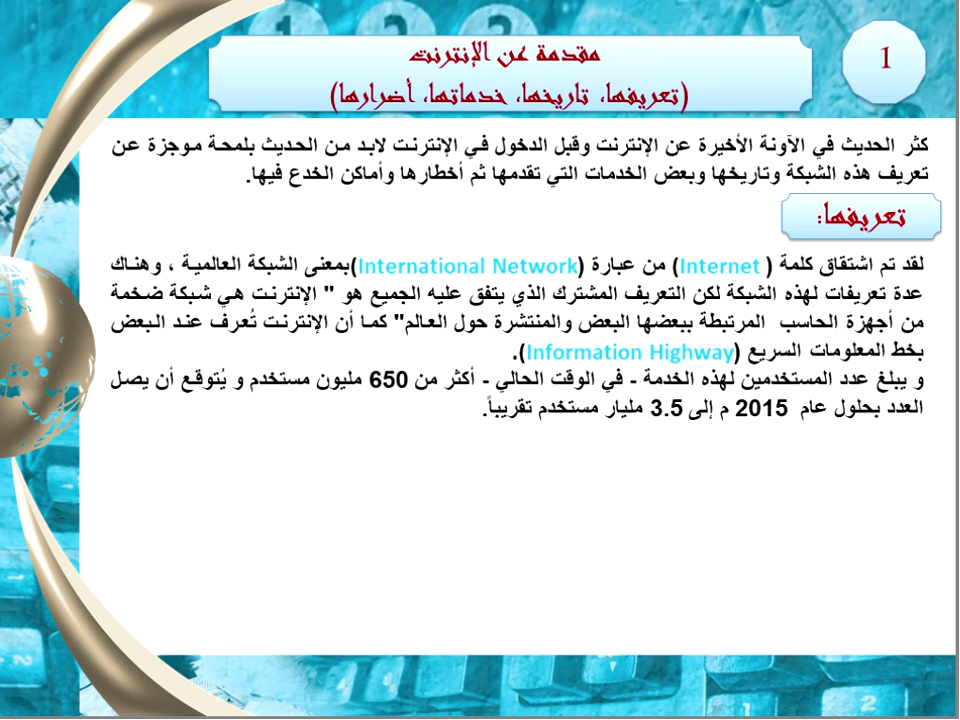 1
مقدمة عن الإنترنت
(تعريفها، تاريخها، خدماتها، أضرارها)
كثر الحديث في الآونة الأخيرة عن الإنترنت وقبل الدخول في الإنترنت لابد من الحديث بلمحة موجزة عن
تعريف هذه الشبكة وتاريخها وبعض الخدمات التي تقدمها ثم أخطارها وأماكن الخدع فيها.
تعريفها:
لقد تم اشتقاق كلمة ( Internet) من عبارة (International Network)بمعنى الشبكة العالمية ، وهناك
عدة تعريفات لهذه الشبكة لكن التعريف المشترك الذي يتفق عليه الجميع هو " الإنترنت هي شبكة ضخمة
من أجهزة الحاسب المرتبطة ببعضها البعض والمنتشرة حول العالم" كما أن الإنترنت تُعرف عند البعض
بخط المعلومات السريع (Information Highway).
و يبلغ عدد المستخدمين لهذه الخدمة - في الوقت الحالي - أكثر من 650 مليون مستخدم و يُتوقع أن يصل
العدد بحلول عام 2015 م إلى 3.5 مليار مستخدم تقريباً.